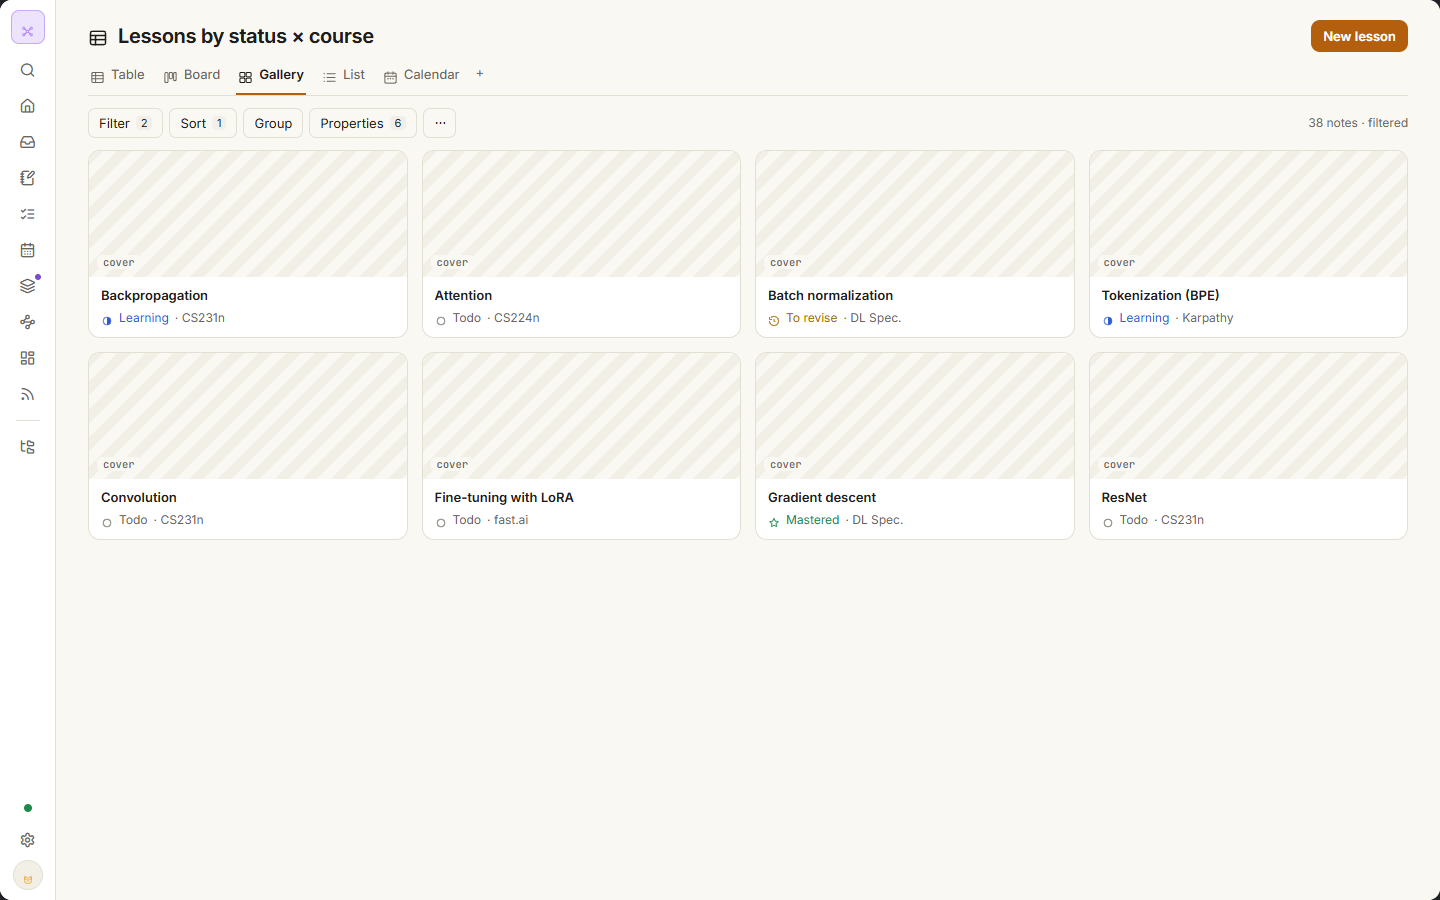 Lessons by status × course
New lesson
Table Board Gallery List Calendar +
Filter 2 Sort 1 Group Properties 6 ···
38 notes · filtered
cover cover cover cover
Backpropagation
Learning · CS231n
Attention
Todo · CS224n
Batch normalization
To revise · DL Spec.
Tokenization (BPE)
Learning · Karpathy
cover cover cover cover
Convolution
Todo · CS231n
Fine-tuning with LoRA
Todo · fast.ai
Gradient descent
Mastered · DL Spec.
ResNet
Todo · CS231n